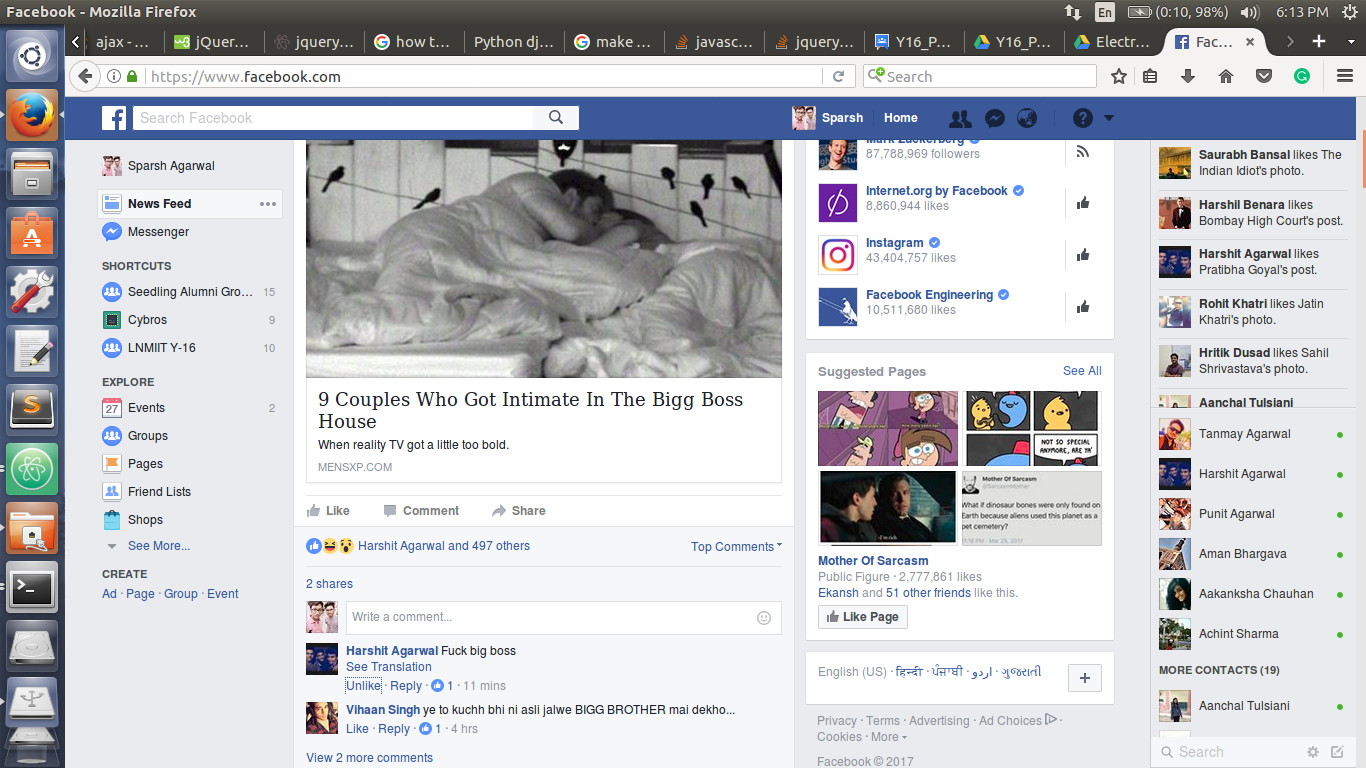 Facebook - Mozilla Firefox
En
(0:10, 98%)
6:13 PM
ajax - ...
jQuer...
jquery...
how t...
Python dj...
make ...
javasc...
jquery...
Y16_P...
Y16_P...
Electr...
Fac...
https://www.facebook.com
Search
Search Facebook
Sparsh
Home
Sparsh Agarwal
News Feed
Messenger
SHORTCUTS
Seedling Alumni Gro... 15
Cybros 9
LNMIIT Y-16 10
EXPLORE
27 Events 2
Groups
Pages
Friend Lists
Shops
See More...
CREATE
Ad · Page · Group · Event
9 Couples Who Got Intimate In The Bigg Boss
House
When reality TV got a little too bold.
MENSXP.COM
Like Comment Share
Harshit Agarwal and 497 others Top Comments
2 shares
Write a comment...
Harshit Agarwal Fuck big boss
See Translation
Unlike · Reply · 1 · 11 mins
Vihaan Singh ye to kuchh bhi ni asli jalwe BIGG BROTHER mai dekho...
Like · Reply · 1 · 4 hrs
View 2 more comments
Mark Zuckerberg
87,788,969 followers
Internet.org by Facebook
8,860,944 likes
Instagram
43,404,757 likes
Facebook Engineering
10,511,680 likes
Suggested Pages See All
NOT SO SPECIAL
ANYMORE, ARE YA'
I'm rich
Mother Of Sarcasm
@SarcasmMother
What if dinosaur bones were only found on
Earth because aliens used this planet as a
pet cemetery?
Mother Of Sarcasm
Public Figure · 2,777,861 likes
Ekansh and 51 other friends like this.
Like Page
English (US) · हिन्दी · ਪੰਜਾਬੀ · اردو · ગુજરાતી
Privacy · Terms · Advertising · Ad Choices ·
Cookies · More
Facebook © 2017
Saurabh Bansal likes The
Indian Idiot's photo.
Harshil Benara likes
Bombay High Court's post.
Harshit Agarwal likes
Pratibha Goyal's post.
Rohit Khatri likes Jatin
Khatri's photo.
Hritik Dusad likes Sahil
Shrivastava's photo.
Aanchal Tulsiani
Tanmay Agarwal
Harshit Agarwal
Punit Agarwal
Aman Bhargava
Aakanksha Chauhan
Achint Sharma
MORE CONTACTS (19)
Aanchal Tulsiani
Search